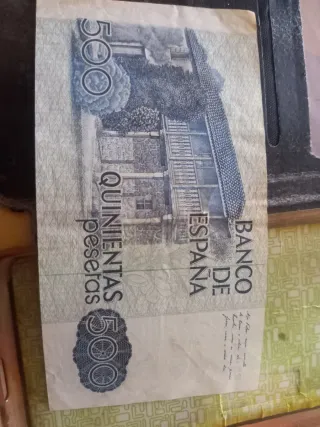 500
BANCO
DE
ESPAÑA
QUINIENTAS
pesetas
500